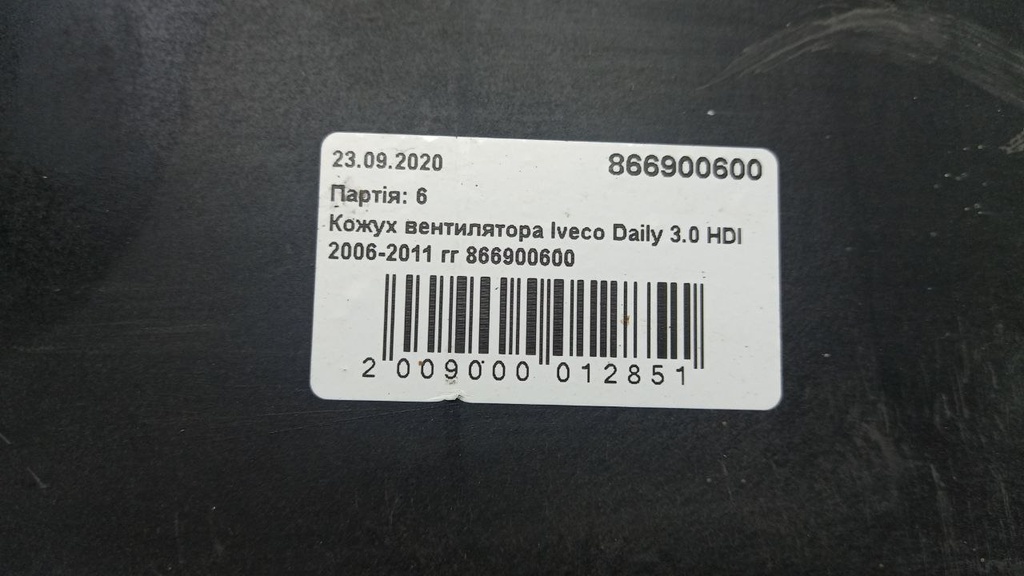 23.09.2020 866900600
Партія: 6
Кожух вентилятора Iveco Daily 3.0 HDI
2006-2011 гг 866900600
2 009000 012851